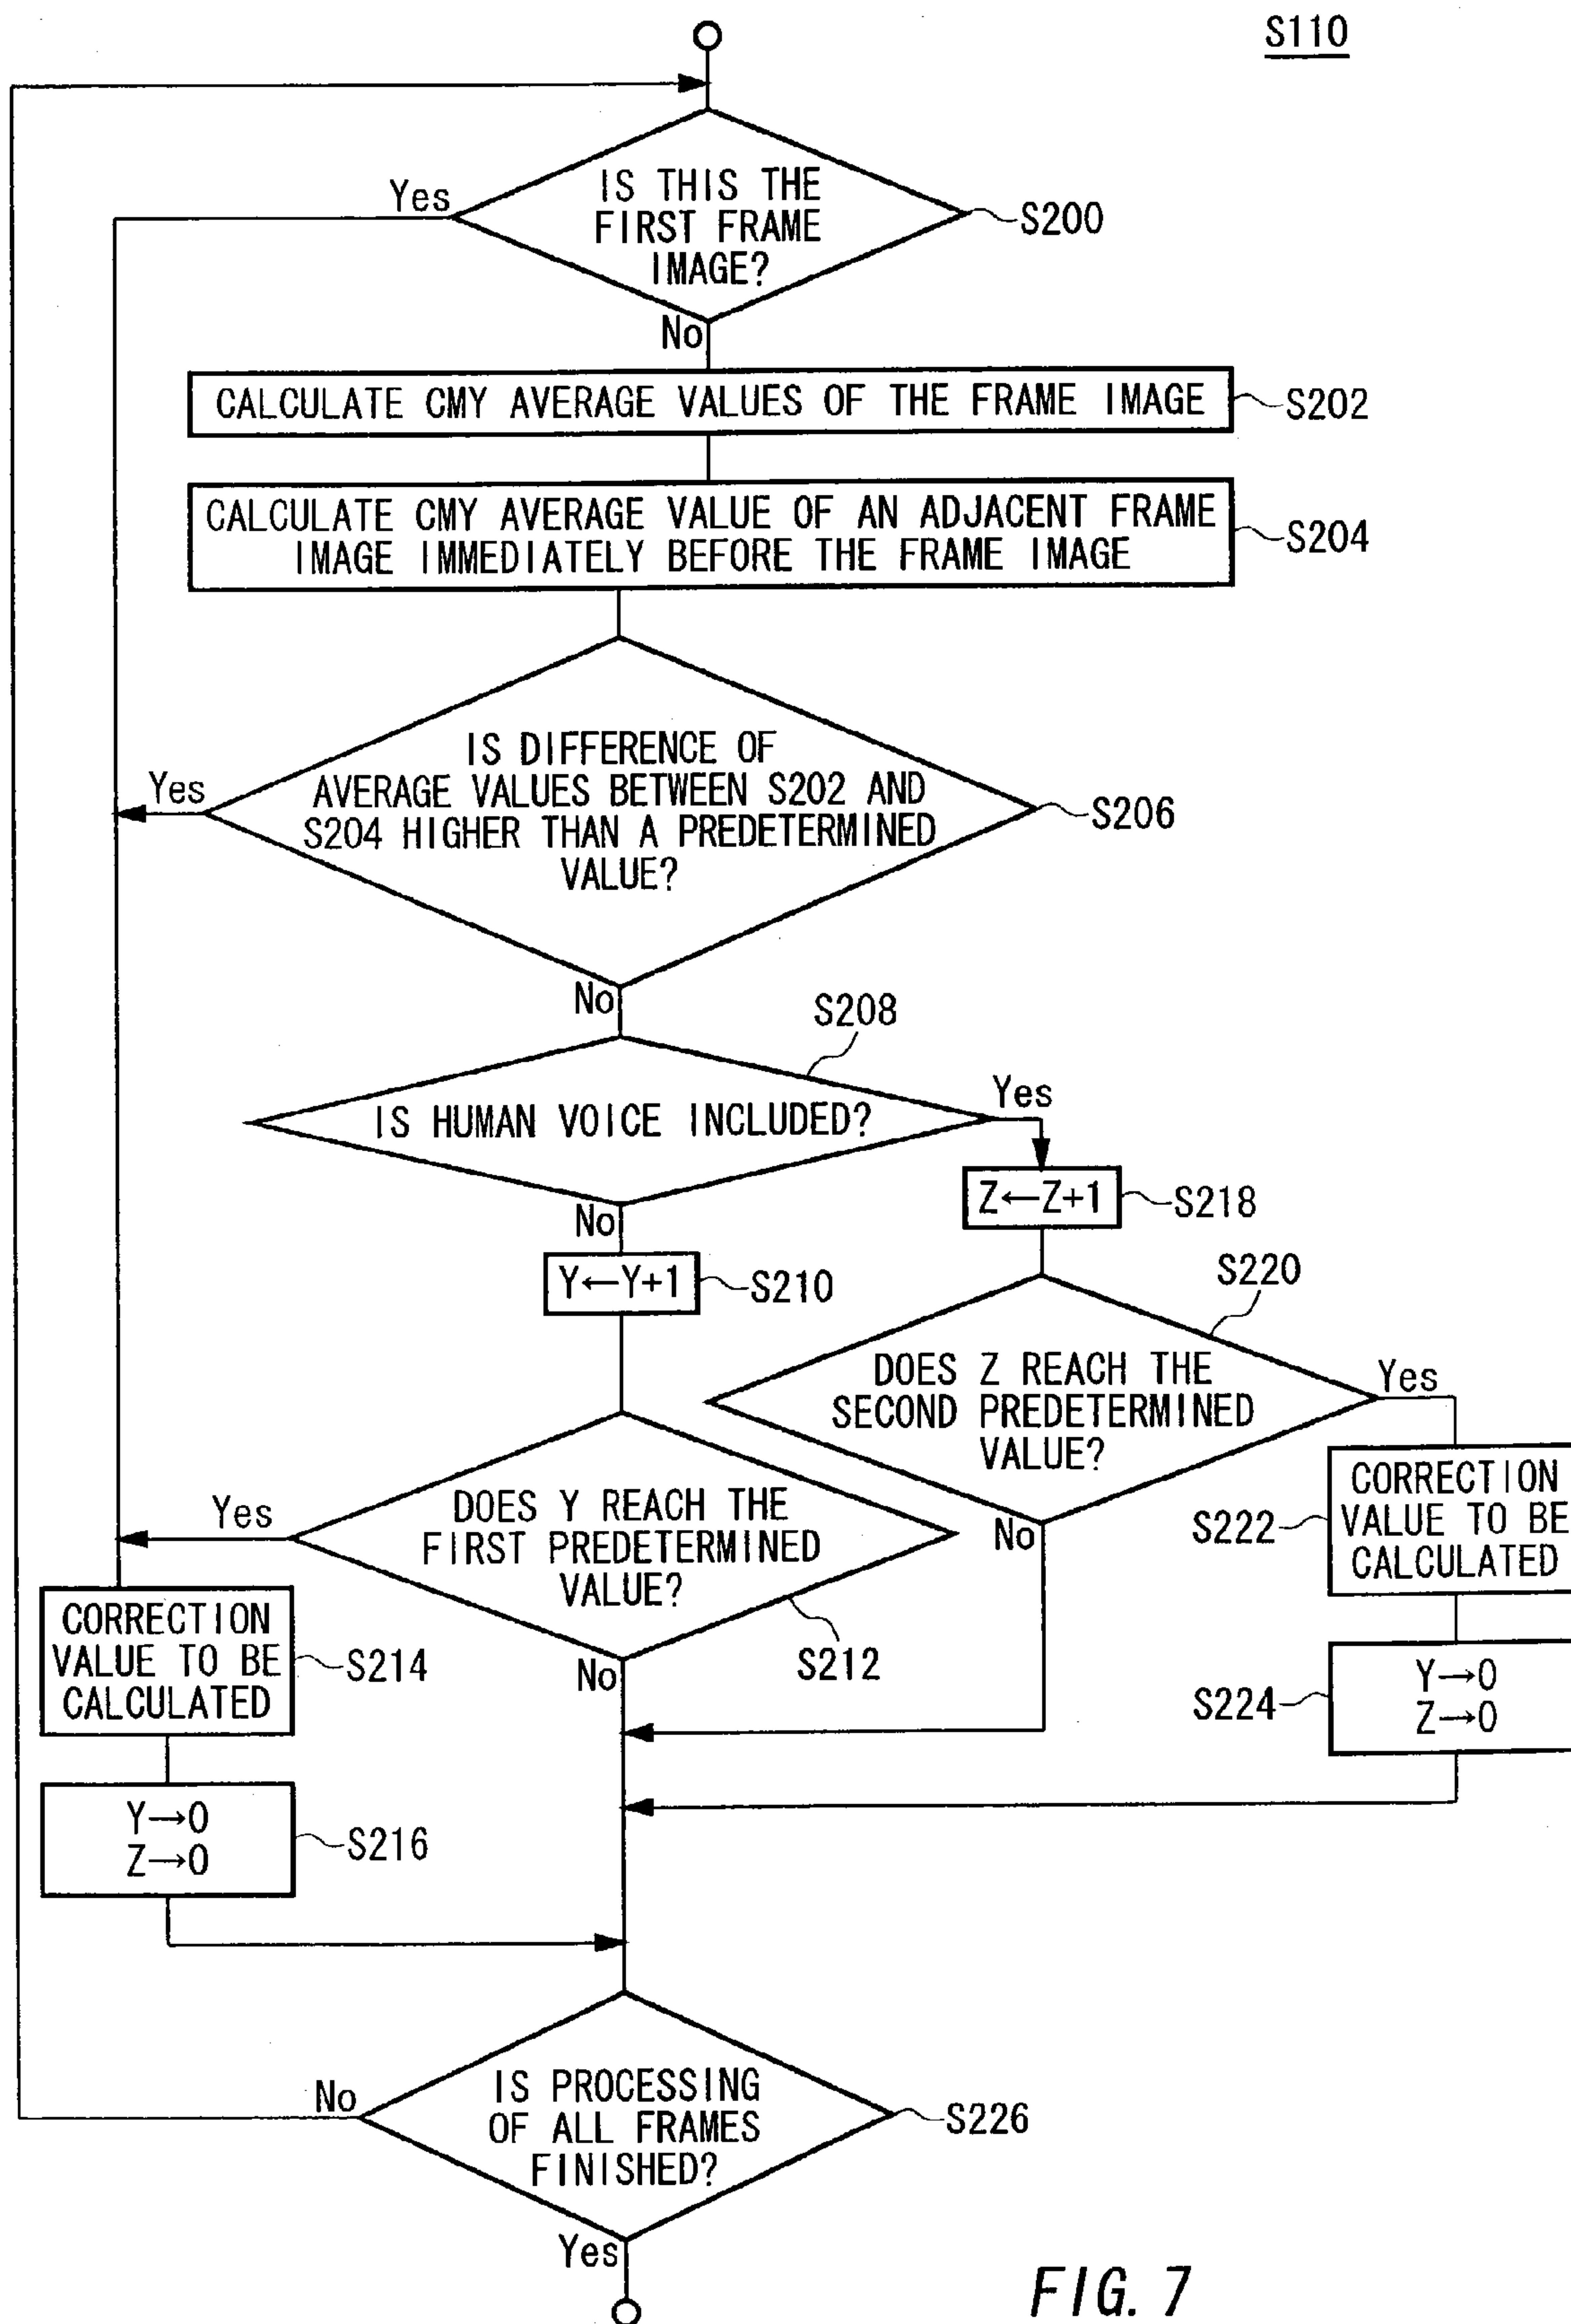 S110
IS THIS THE
FIRST FRAME
IMAGE?
Yes
S200
No
CALCULATE CMY AVERAGE VALUES OF THE FRAME IMAGE
S202
CALCULATE CMY AVERAGE VALUE OF AN ADJACENT FRAME
IMAGE IMMEDIATELY BEFORE THE FRAME IMAGE
S204
IS DIFFERENCE OF
AVERAGE VALUES BETWEEN S202 AND
S204 HIGHER THAN A PREDETERMINED
VALUE?
Yes
S206
No
S208
IS HUMAN VOICE INCLUDED?
Yes
No
Z←Z+1
S218
Y←Y+1
S210
S220
DOES Z REACH THE
SECOND PREDETERMINED
VALUE?
Yes
No
DOES Y REACH THE
FIRST PREDETERMINED
VALUE?
Yes
S212
No
CORRECTION
VALUE TO BE
CALCULATED
S222
CORRECTION
VALUE TO BE
CALCULATED
S214
Y→0
Z→0
S224
Y→0
Z→0
S216
IS PROCESSING
OF ALL FRAMES
FINISHED?
No
S226
Yes
FIG. 7